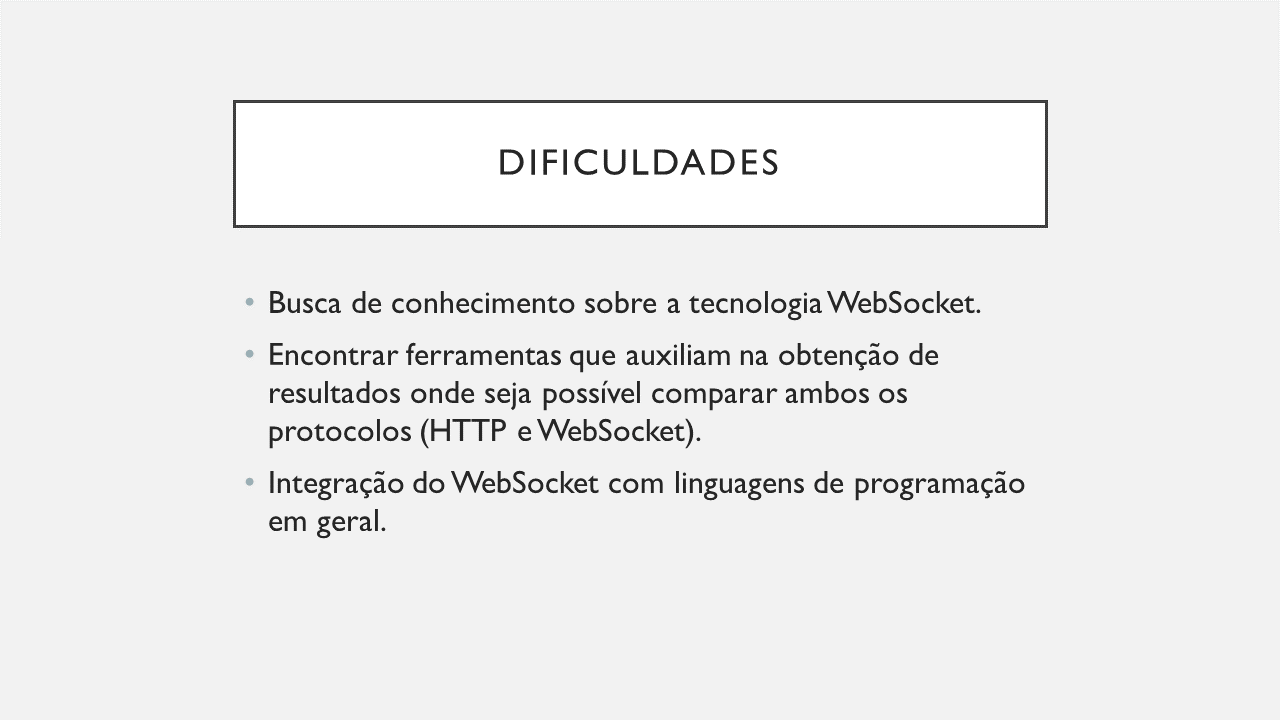 DIFICULDADES
• Busca de conhecimento sobre a tecnologia WebSocket.
• Encontrar ferramentas que auxiliam na obtenção de
resultados onde seja possível comparar ambos os
protocolos (HTTP e WebSocket).
• Integração do WebSocket com linguagens de programação
em geral.